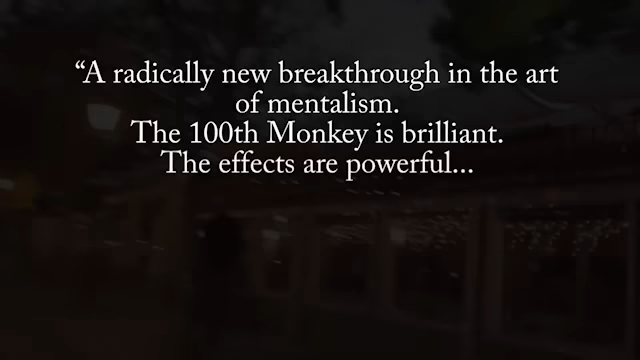 “A radically new breakthrough in the art
of mentalism.
The 100th Monkey is brilliant.
The effects are powerful...